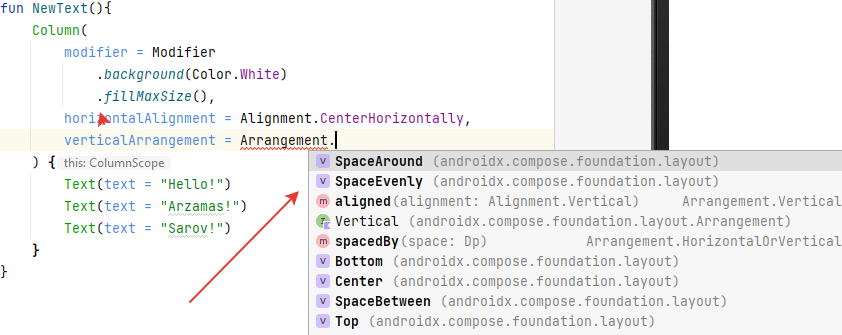 fun NewText(){
Column(
modifier = Modifier
.background(Color.White)
.fillMaxSize(),
horizontalAlignment = Alignment.CenterHorizontally,
verticalArrangement = Arrangement.
) { this: ColumnScope
Text(text = "Hello!")
Text(text = "Arzamas!")
Text(text = "Sarov!")
}
}
v SpaceAround (androidx.compose.foundation.layout)
v SpaceEvenly (androidx.compose.foundation.layout)
m aligned(alignment: Alignment.Vertical) Arrangement.Vertical
Vertical (androidx.compose.foundation.layout.Arrangement)
m spacedBy(space: Dp) Arrangement.HorizontalOrVertical
v Bottom (androidx.compose.foundation.layout)
v Center (androidx.compose.foundation.layout)
v SpaceBetween (androidx.compose.foundation.layout)
v Top (androidx.compose.foundation.layout)